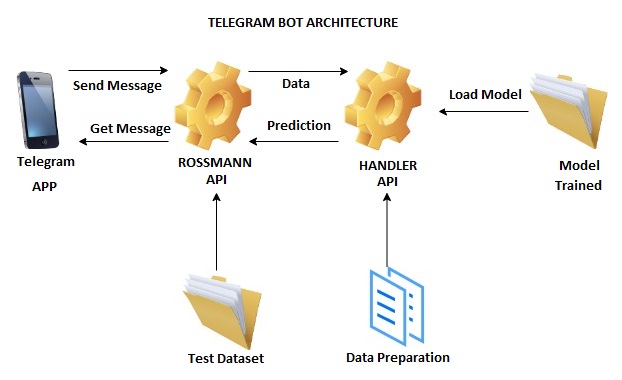 TELEGRAM BOT ARCHITECTURE
Send Message
Data
Load Model
Get Message
Prediction
Telegram
APP
ROSSMANN
API
HANDLER
API
Model
Trained
Test Dataset
Data Preparation